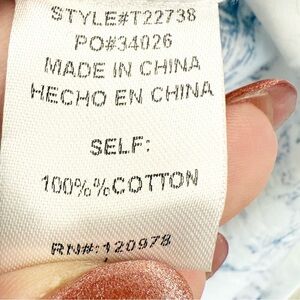 STYLE#T22738
PO#34026
MADE IN CHINA
HECHO EN CHINA
SELF:
100%%COTTON
RN#:120978